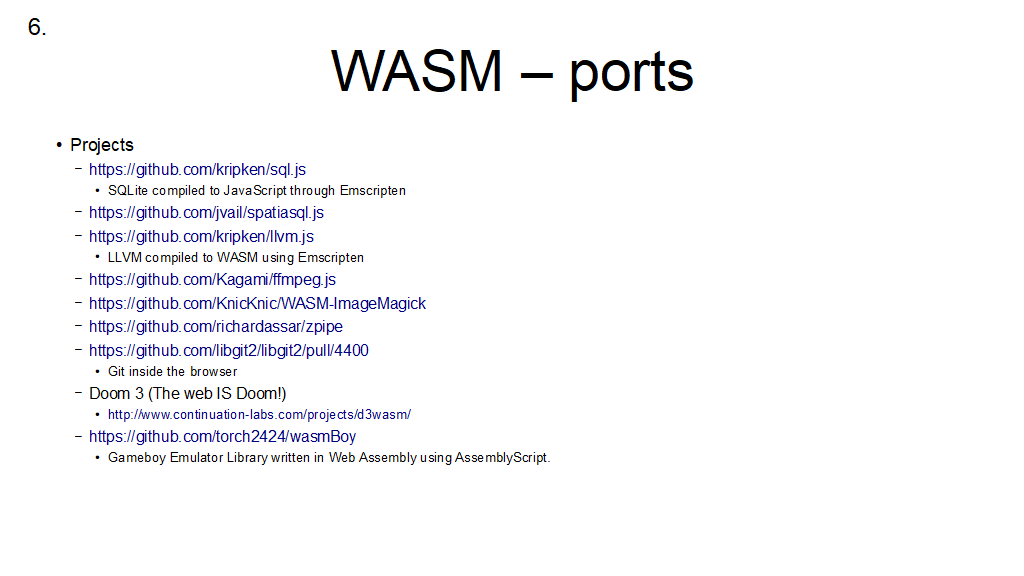 6.
WASM – ports
• Projects
– https://github.com/kripken/sql.js
• SQLite compiled to JavaScript through Emscripten
– https://github.com/jvail/spatiasql.js
– https://github.com/kripken/llvm.js
• LLVM compiled to WASM using Emscripten
– https://github.com/Kagami/ffmpeg.js
– https://github.com/KnicKnic/WASM-ImageMagick
– https://github.com/richardassar/zpipe
– https://github.com/libgit2/libgit2/pull/4400
• Git inside the browser
– Doom 3 (The web IS Doom!)
• http://www.continuation-labs.com/projects/d3wasm/
– https://github.com/torch2424/wasmBoy
• Gameboy Emulator Library written in Web Assembly using AssemblyScript.